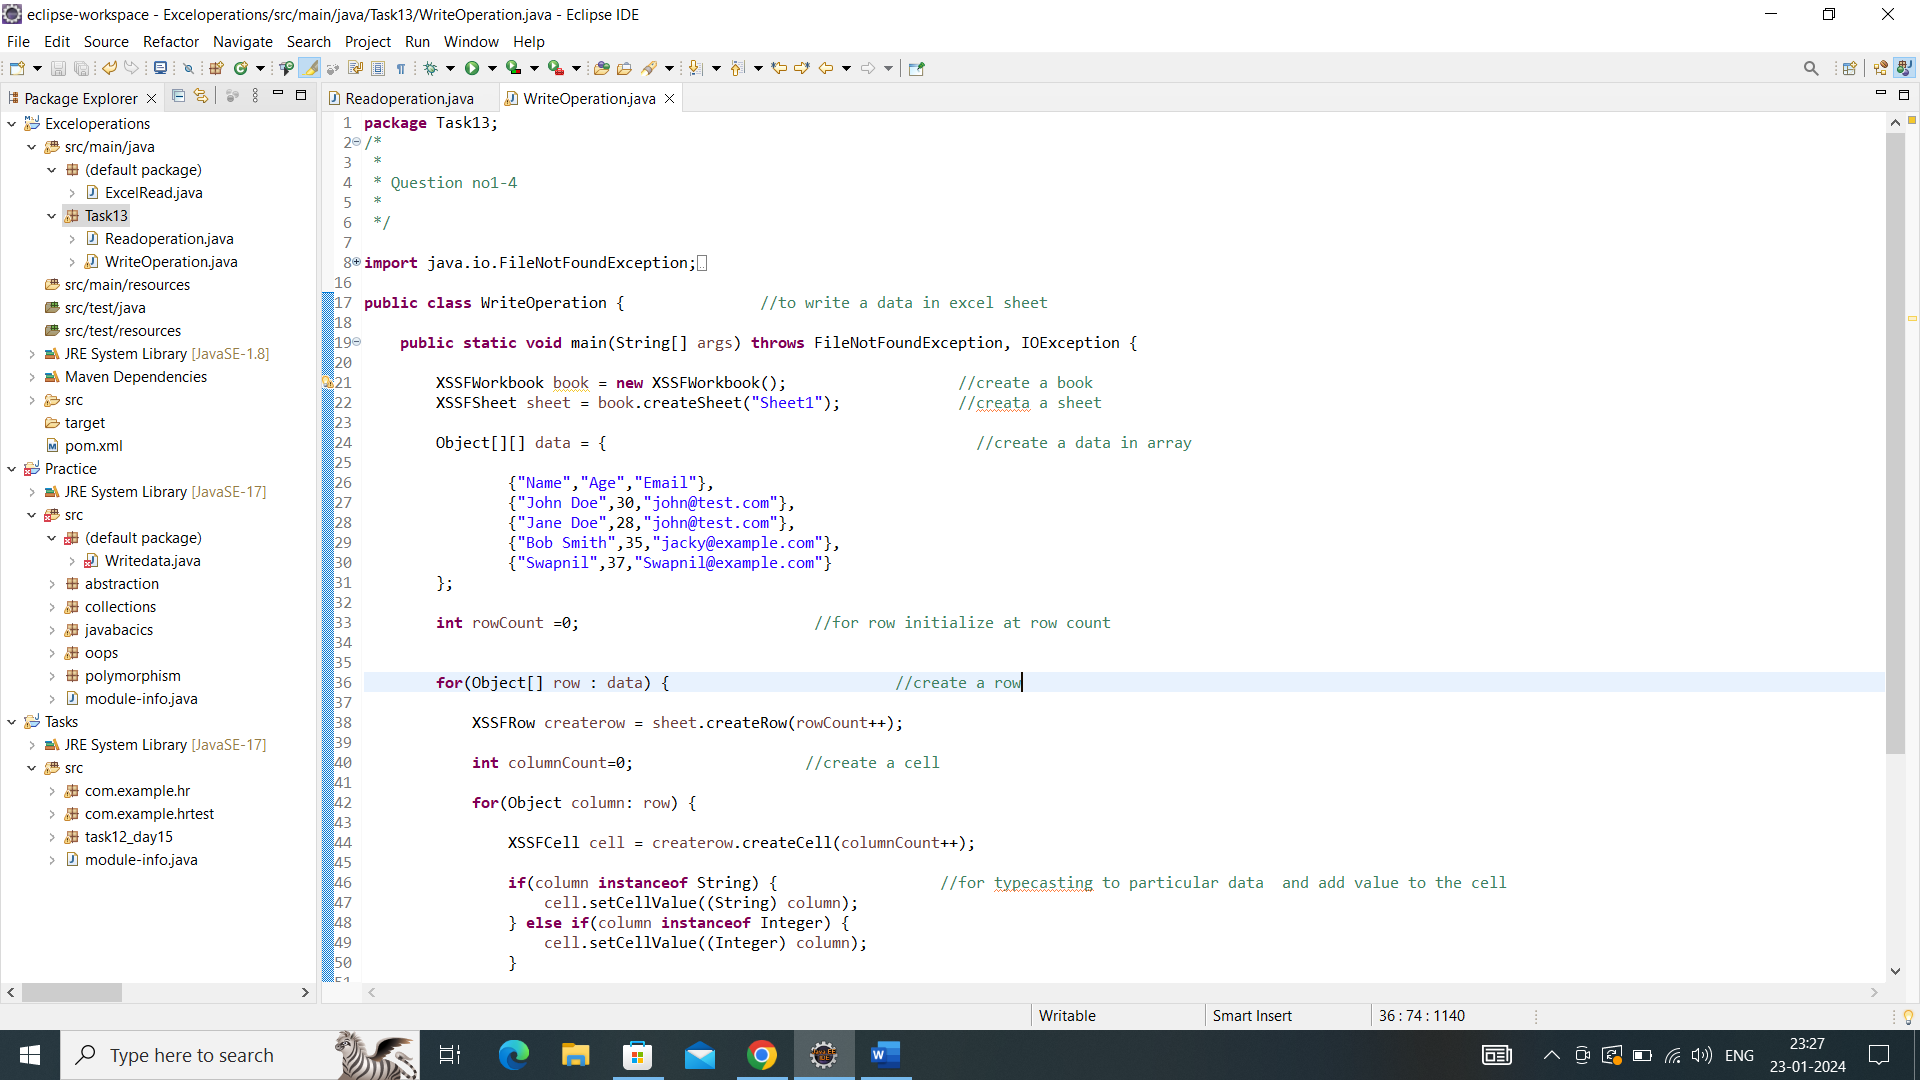 eclipse-workspace - Exceloperations/src/main/java/Task13/WriteOperation.java - Eclipse IDE
File Edit Source Refactor Navigate Search Project Run Window Help
Package Explorer
Exceloperations
src/main/java
(default package)
ExcelRead.java
Task13
Readoperation.java
WriteOperation.java
src/main/resources
src/test/java
src/test/resources
JRE System Library [JavaSE-1.8]
Maven Dependencies
src
target
pom.xml
Practice
JRE System Library [JavaSE-17]
src
(default package)
Writedata.java
abstraction
collections
javabacics
oops
polymorphism
module-info.java
Tasks
JRE System Library [JavaSE-17]
src
com.example.hr
com.example.hrtest
task12_day15
module-info.java
Readoperation.java WriteOperation.java
1 package Task13;
2 /*
3 *
4 * Question no1-4
5 *
6 */
7
8 import java.io.FileNotFoundException;
16
17 public class WriteOperation { //to write a data in excel sheet
18
19 public static void main(String[] args) throws FileNotFoundException, IOException {
20
21 XSSFWorkbook book = new XSSFWorkbook(); //create a book
22 XSSFSheet sheet = book.createSheet("Sheet1"); //creata a sheet
23
24 Object[][] data = { //create a data in array
25
26 {"Name","Age","Email"},
27 {"John Doe",30,"john@test.com"},
28 {"Jane Doe",28,"john@test.com"},
29 {"Bob Smith",35,"jacky@example.com"},
30 {"Swapnil",37,"Swapnil@example.com"}
31 };
32
33 int rowCount =0; //for row initialize at row count
34
35
36 for(Object[] row : data) { //create a row
37
38 XSSFRow createrow = sheet.createRow(rowCount++);
39
40 int columnCount=0; //create a cell
41
42 for(Object column: row) {
43
44 XSSFCell cell = createrow.createCell(columnCount++);
45
46 if(column instanceof String) { //for typecasting to particular data  and add value to the cell
47 cell.setCellValue((String) column);
48 } else if(column instanceof Integer) {
49 cell.setCellValue((Integer) column);
50 }
51
Writable Smart Insert 36 : 74 : 1140
Type here to search
ENG
23:27
23-01-2024